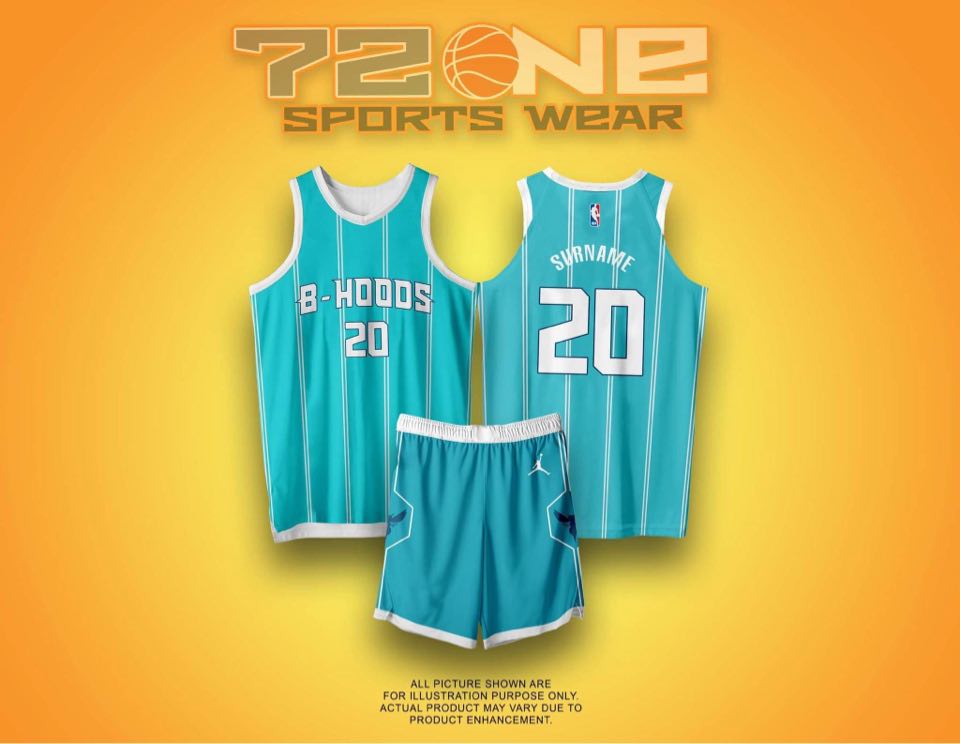 7ZONE
SPORTS WEAR
SURNAME
B-HOODS
20
20
ALL PICTURE SHOWN ARE
FOR ILLUSTRATION PURPOSE ONLY.
ACTUAL PRODUCT MAY VARY DUE TO
PRODUCT ENHANCEMENT.